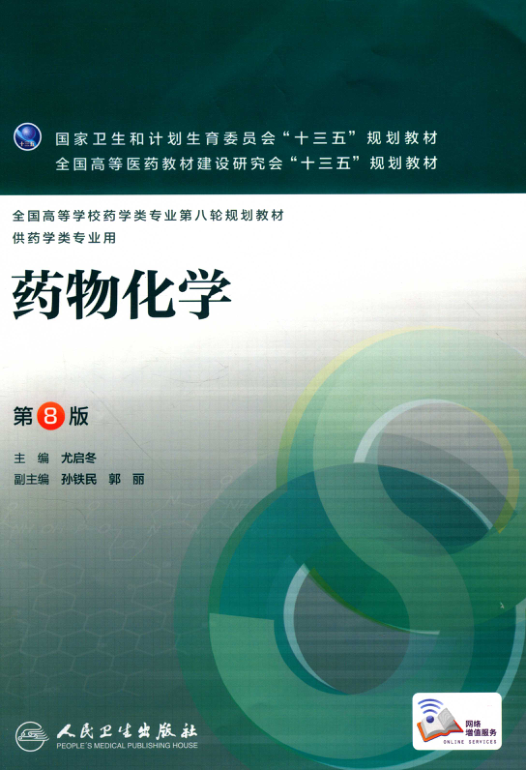 十三五
国家卫生和计划生育委员会“十三五”规划教材
全国高等医药教材建设研究会“十三五”规划教材
全国高等学校药学类专业第八轮规划教材
供药学类专业用
药物化学
第8版
主 编 尤启冬
副主编 孙铁民 郭 丽
人民卫生出版社
PEOPLE'S MEDICAL PUBLISHING HOUSE
网络
增值服务
ONLINE SERVICES